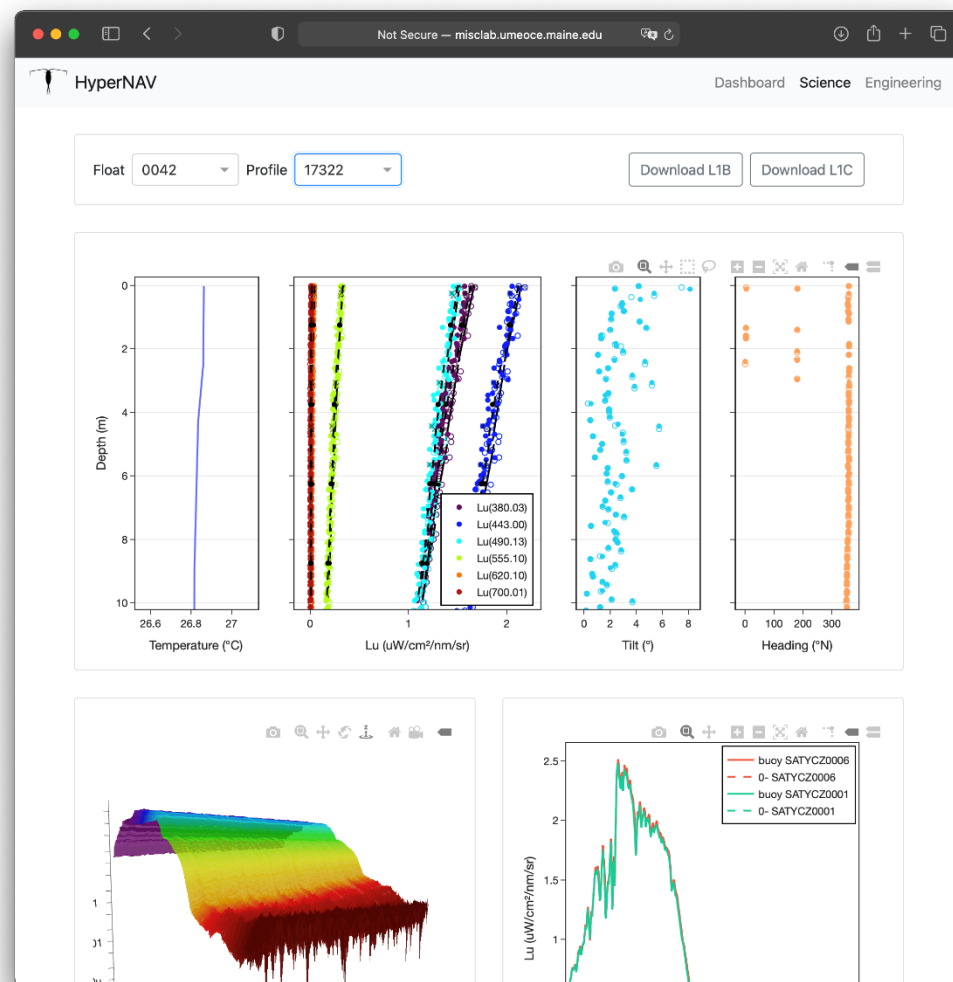 Not Secure — misclab.umeoce.maine.edu
HyperNAV
Dashboard Science Engineering
Float 0042 Profile 17322 Download L1B Download L1C
0
2
4
6
8
10
Depth (m)
26.6 26.8 27
Temperature (°C)
Lu(380.03)
Lu(443.00)
Lu(490.13)
Lu(555.10)
Lu(620.10)
Lu(700.01)
0 1 2
Lu (uW/cm²/nm/sr)
0 2 4 6 8
Tilt (°)
0 100 200 300
Heading (°N)
z
1
buoy SATYCZ0006
0- SATYCZ0006
buoy SATYCZ0001
0- SATYCZ0001
2.5
2
1.5
1
Lu (uW/cm²/nm/sr)